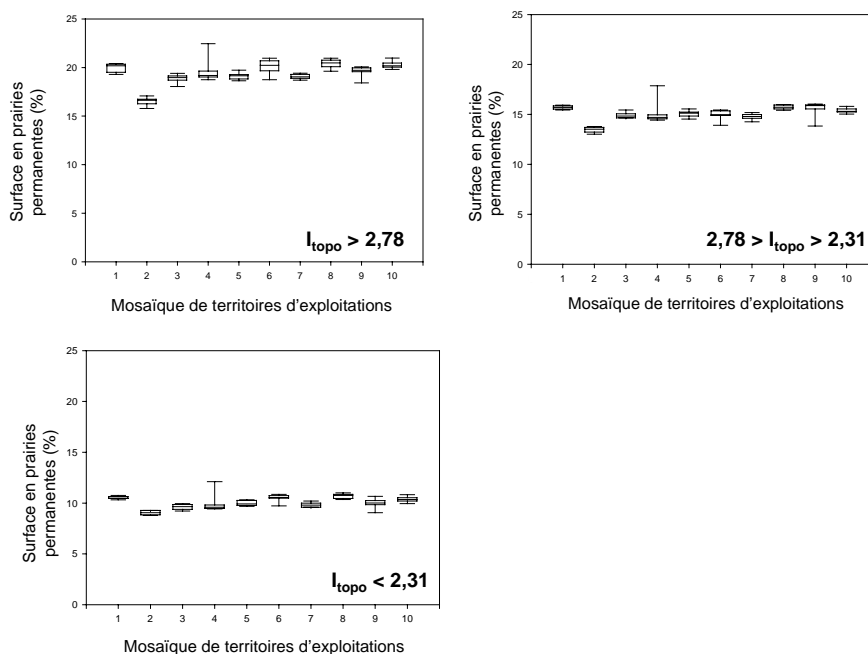 Surface en prairies
permanentes (%)
25
20
15
10
5
0
I topo > 2,78
1 2 3 4 5 6 7 8 9 10
Mosaïque de territoires d'exploitations
Surface en prairies
permanentes (%)
25
20
15
10
5
0
2,78 > I topo > 2,31
1 2 3 4 5 6 7 8 9 10
Mosaïque de territoires d'exploitations
Surface en prairies
permanentes (%)
25
20
15
10
5
0
I topo < 2,31
1 2 3 4 5 6 7 8 9 10
Mosaïque de territoires d'exploitations